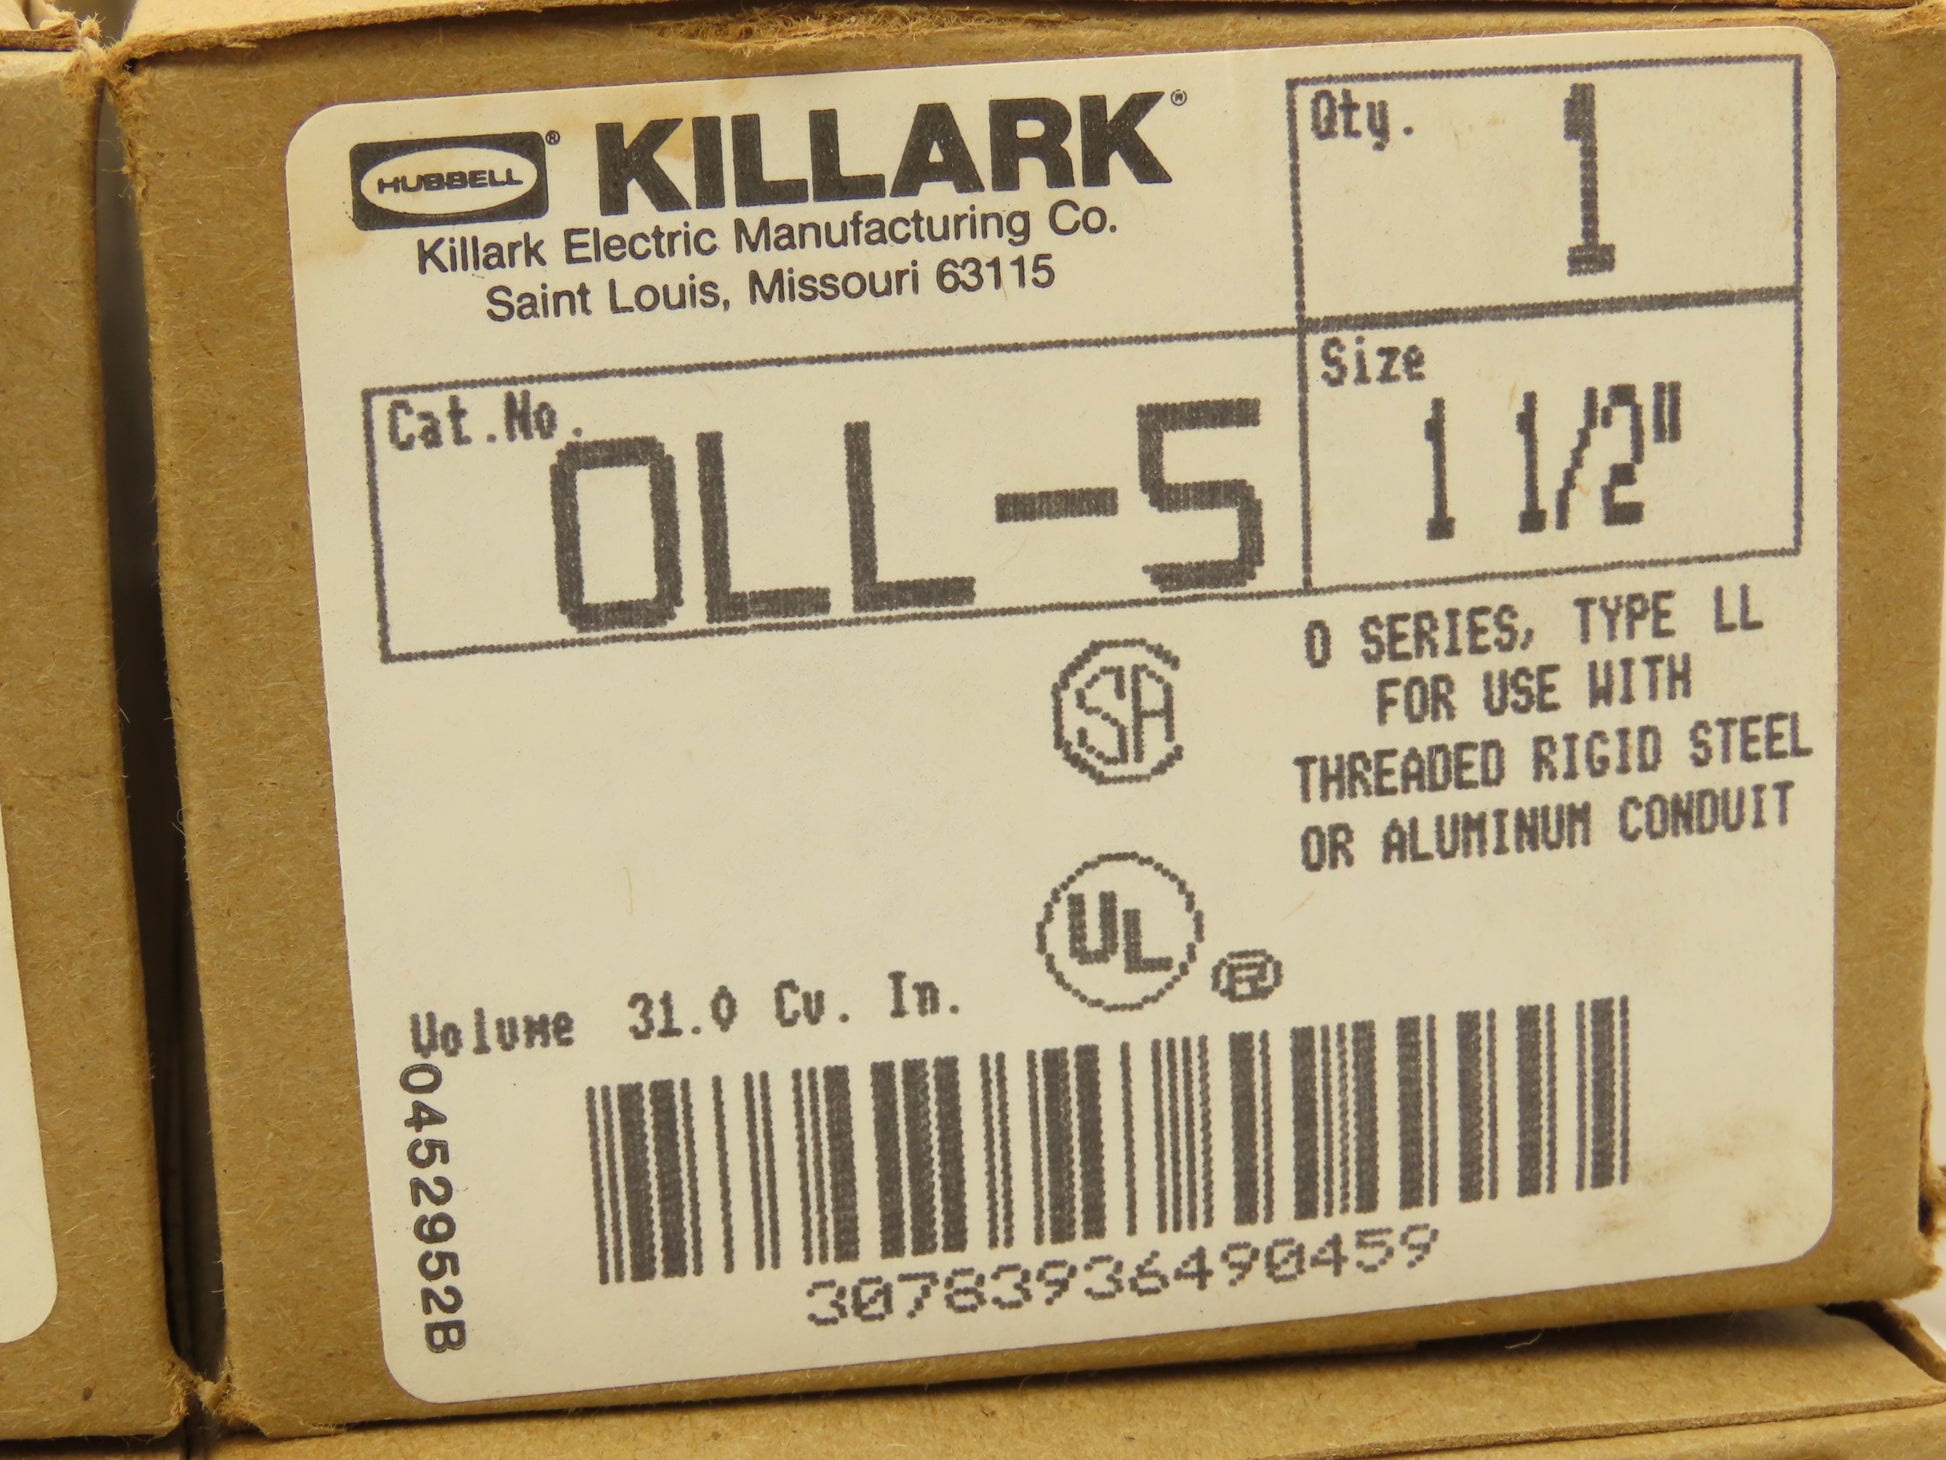 HUBBELL® KILLARK®
Killark Electric Manufacturing Co.
Saint Louis, Missouri 63115
Qty. 1
Cat.No. OLL-5
Size 1 1/2"
O SERIES, TYPE LL
FOR USE WITH
THREADED RIGID STEEL
OR ALUMINUM CONDUIT
SA
UL ®
Volume 31.0 Cu. In.
30783936490459
0452952B